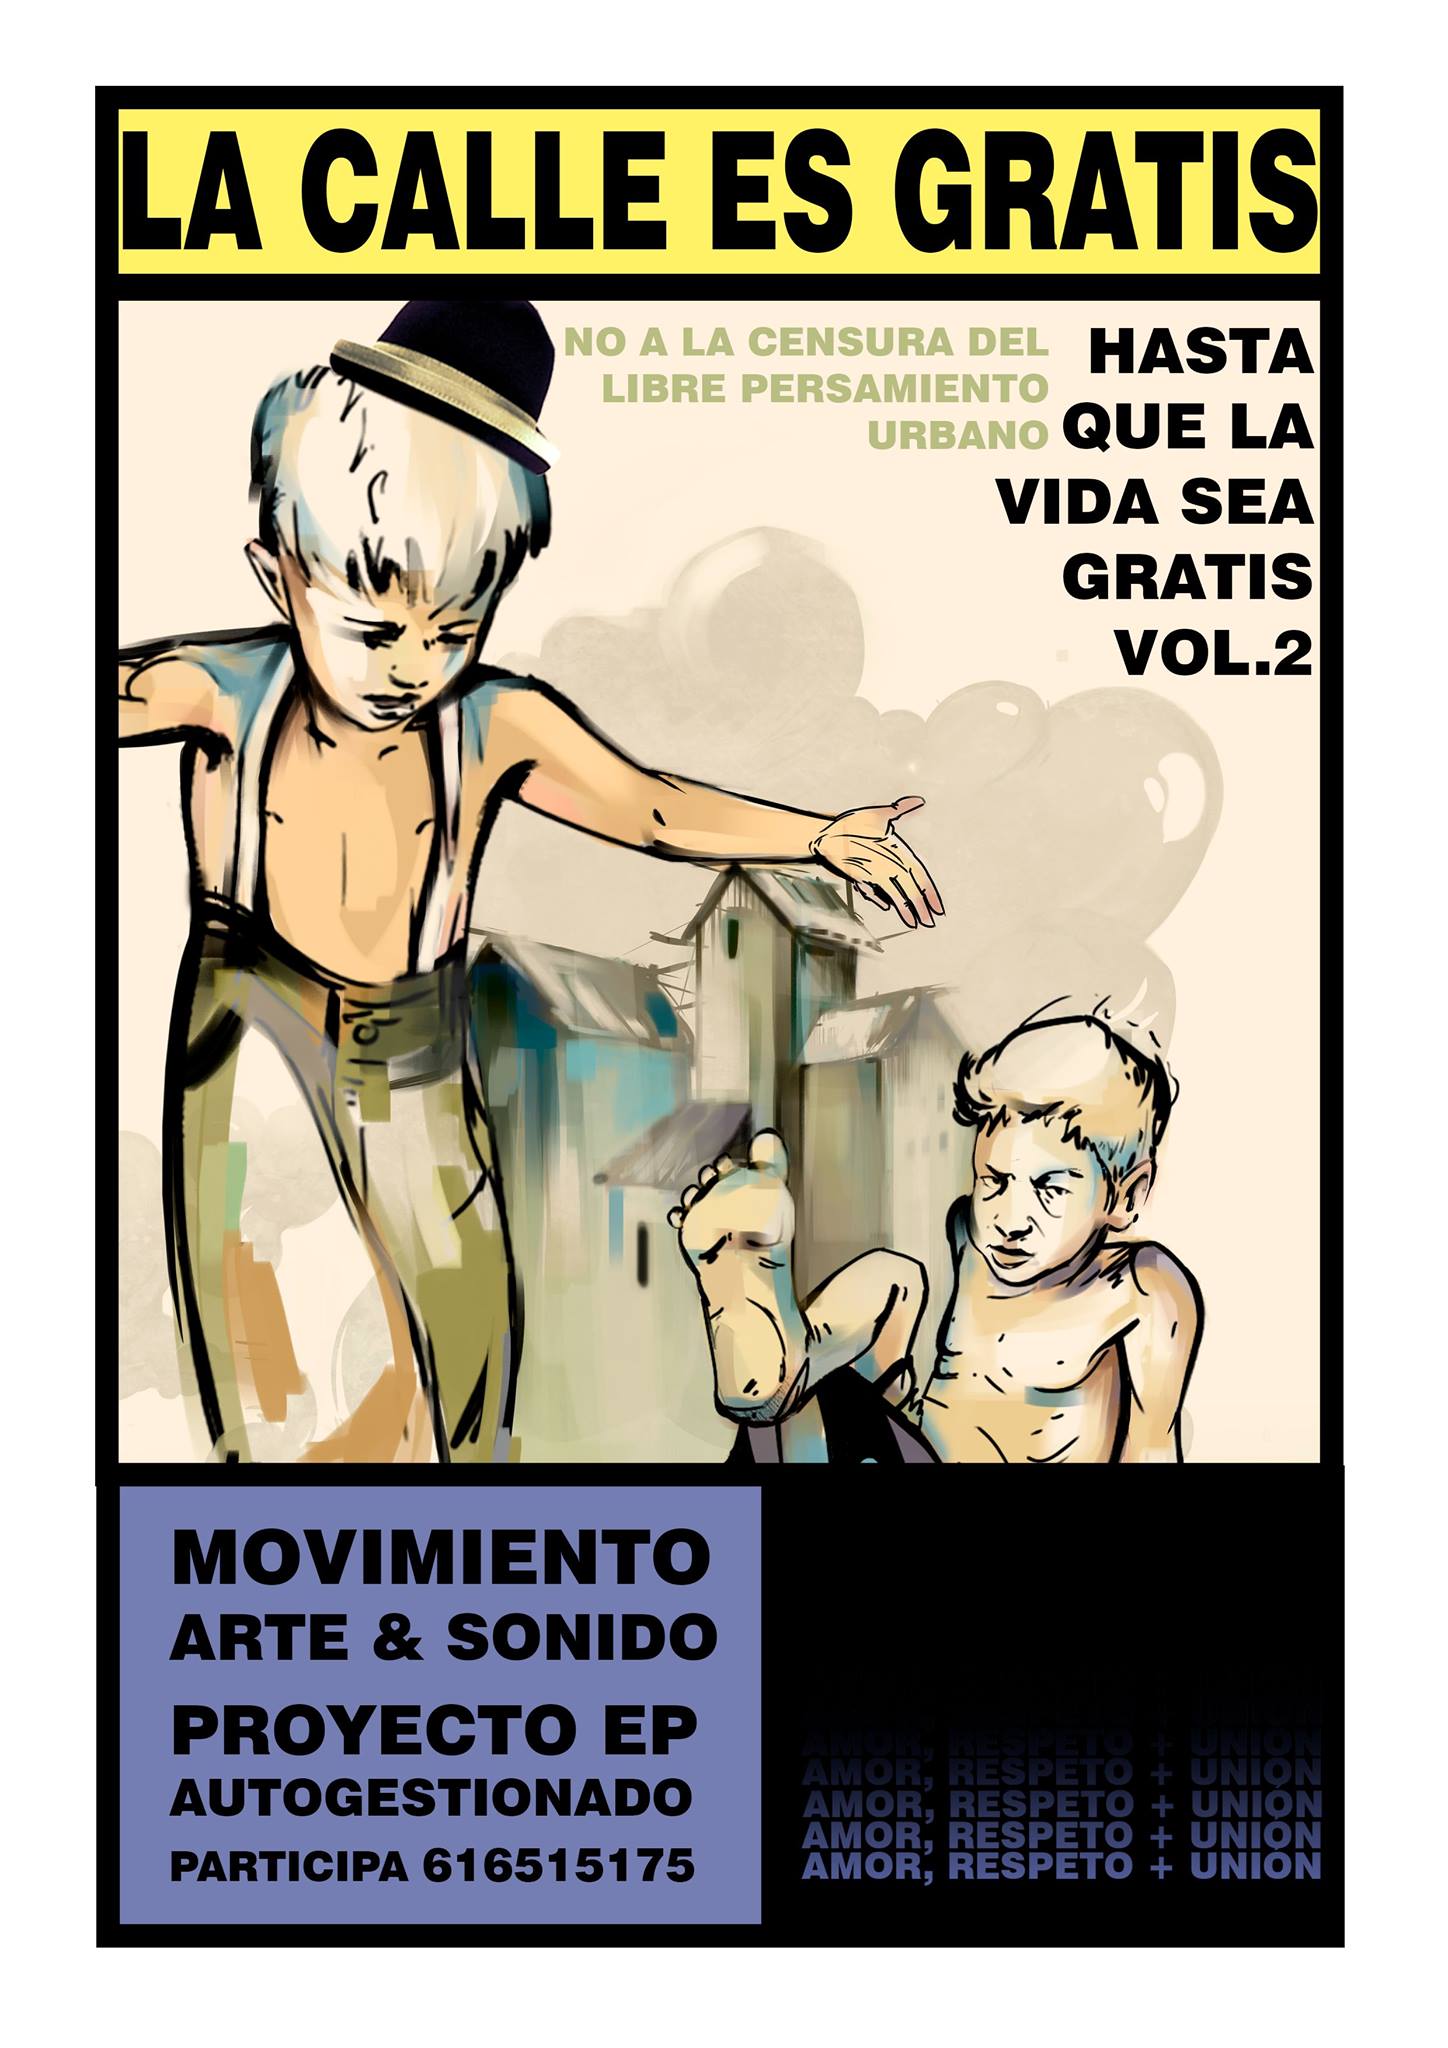 LA CALLE ES GRATIS
NO A LA CENSURA DEL
LIBRE PERSAMIENTO
URBANO
HASTA
QUE LA
VIDA SEA
GRATIS
VOL.2
MOVIMIENTO
ARTE & SONIDO
PROYECTO EP
AUTOGESTIONADO
PARTICIPA 616515175
AMOR, RESPETO + UNIÓN
AMOR, RESPETO + UNIÓN
AMOR, RESPETO + UNIÓN
AMOR, RESPETO + UNIÓN
AMOR, RESPETO + UNIÓN